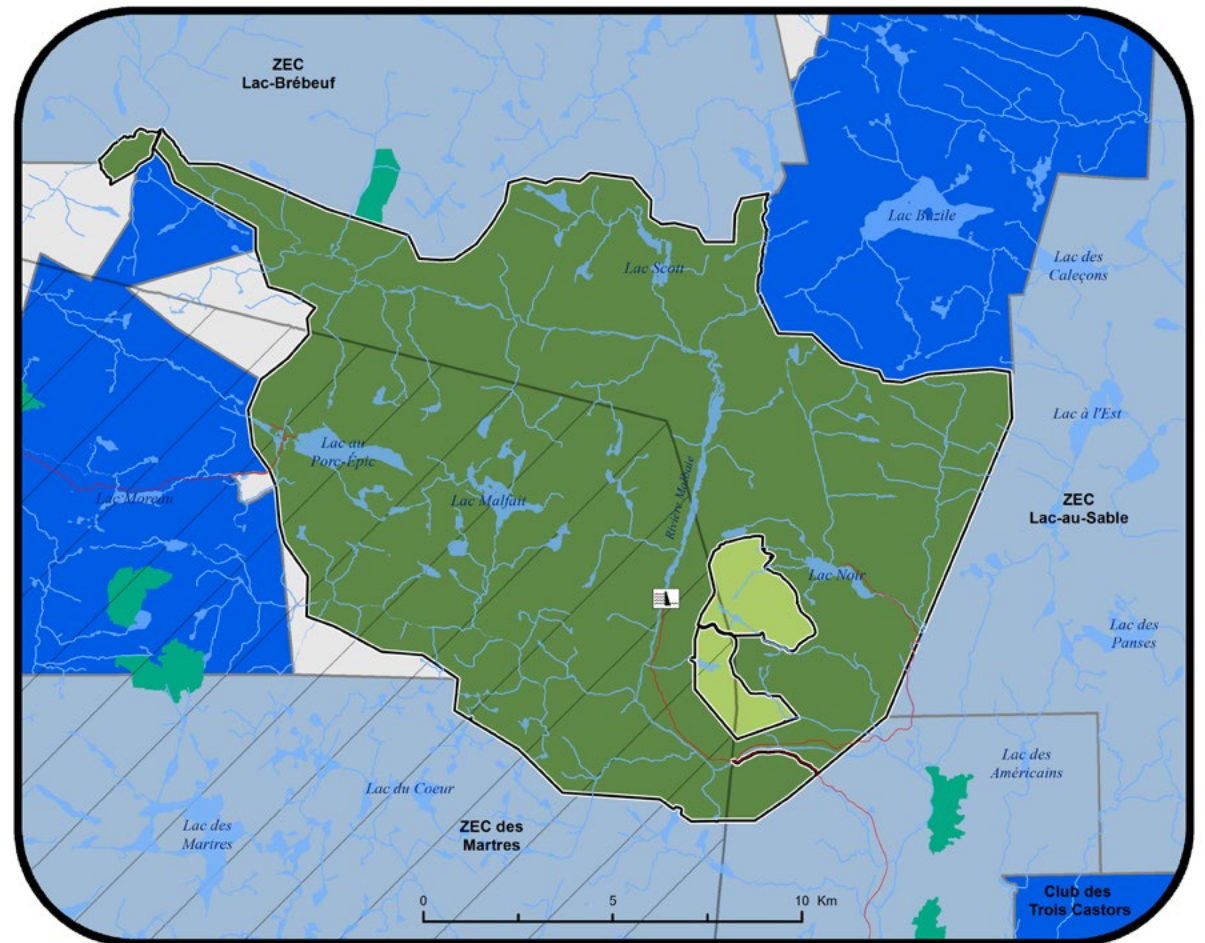 ZEC
Lac-Brébeuf
Lac Bazile
Lac des
Caleçons
Lac Scott
Lac à l'Est
Lac au
Porc-Épic
Lac Moreau
Lac Malfait
Rivière Malbaie
ZEC
Lac-au-Sable
Lac Noir
Lac des
Panses
Lac des
Américains
Lac du Coeur
Lac des
Martres
ZEC des
Martres
Club des
Trois Castors
0 5 10 Km